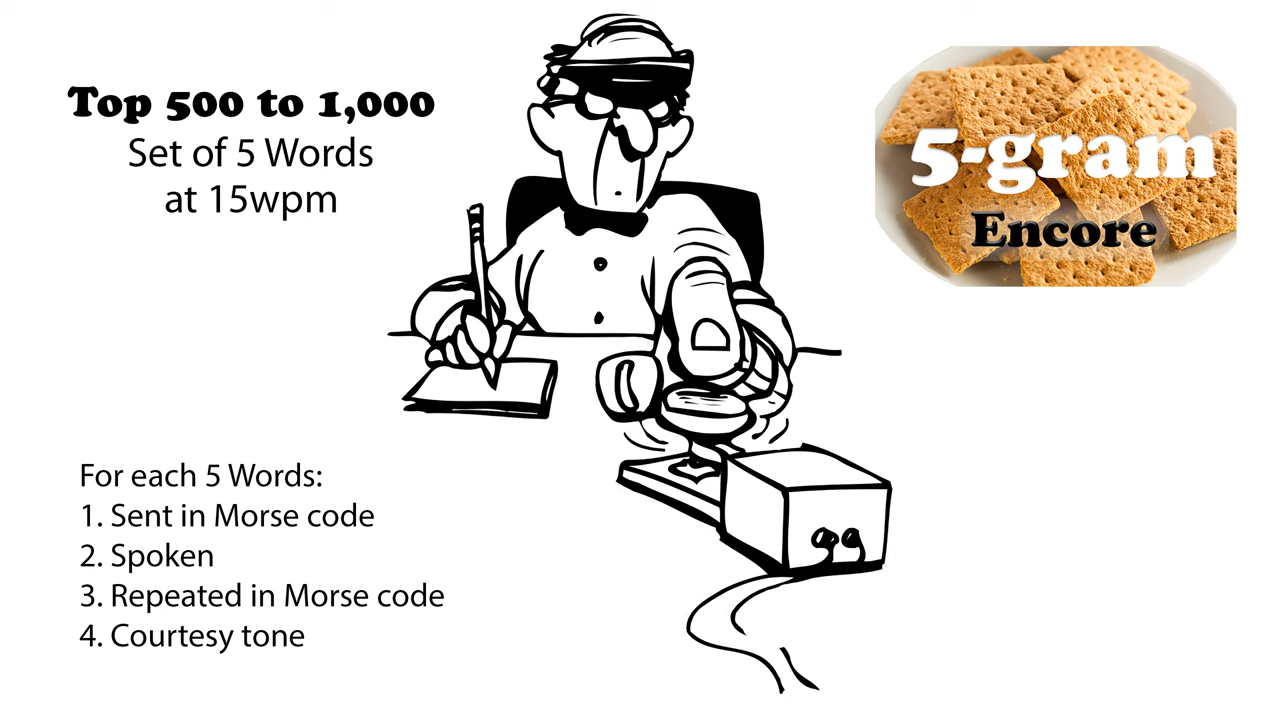 Top 500 to 1,000
Set of 5 Words
at 15wpm
5-gram
Encore
For each 5 Words:
1. Sent in Morse code
2. Spoken
3. Repeated in Morse code
4. Courtesy tone